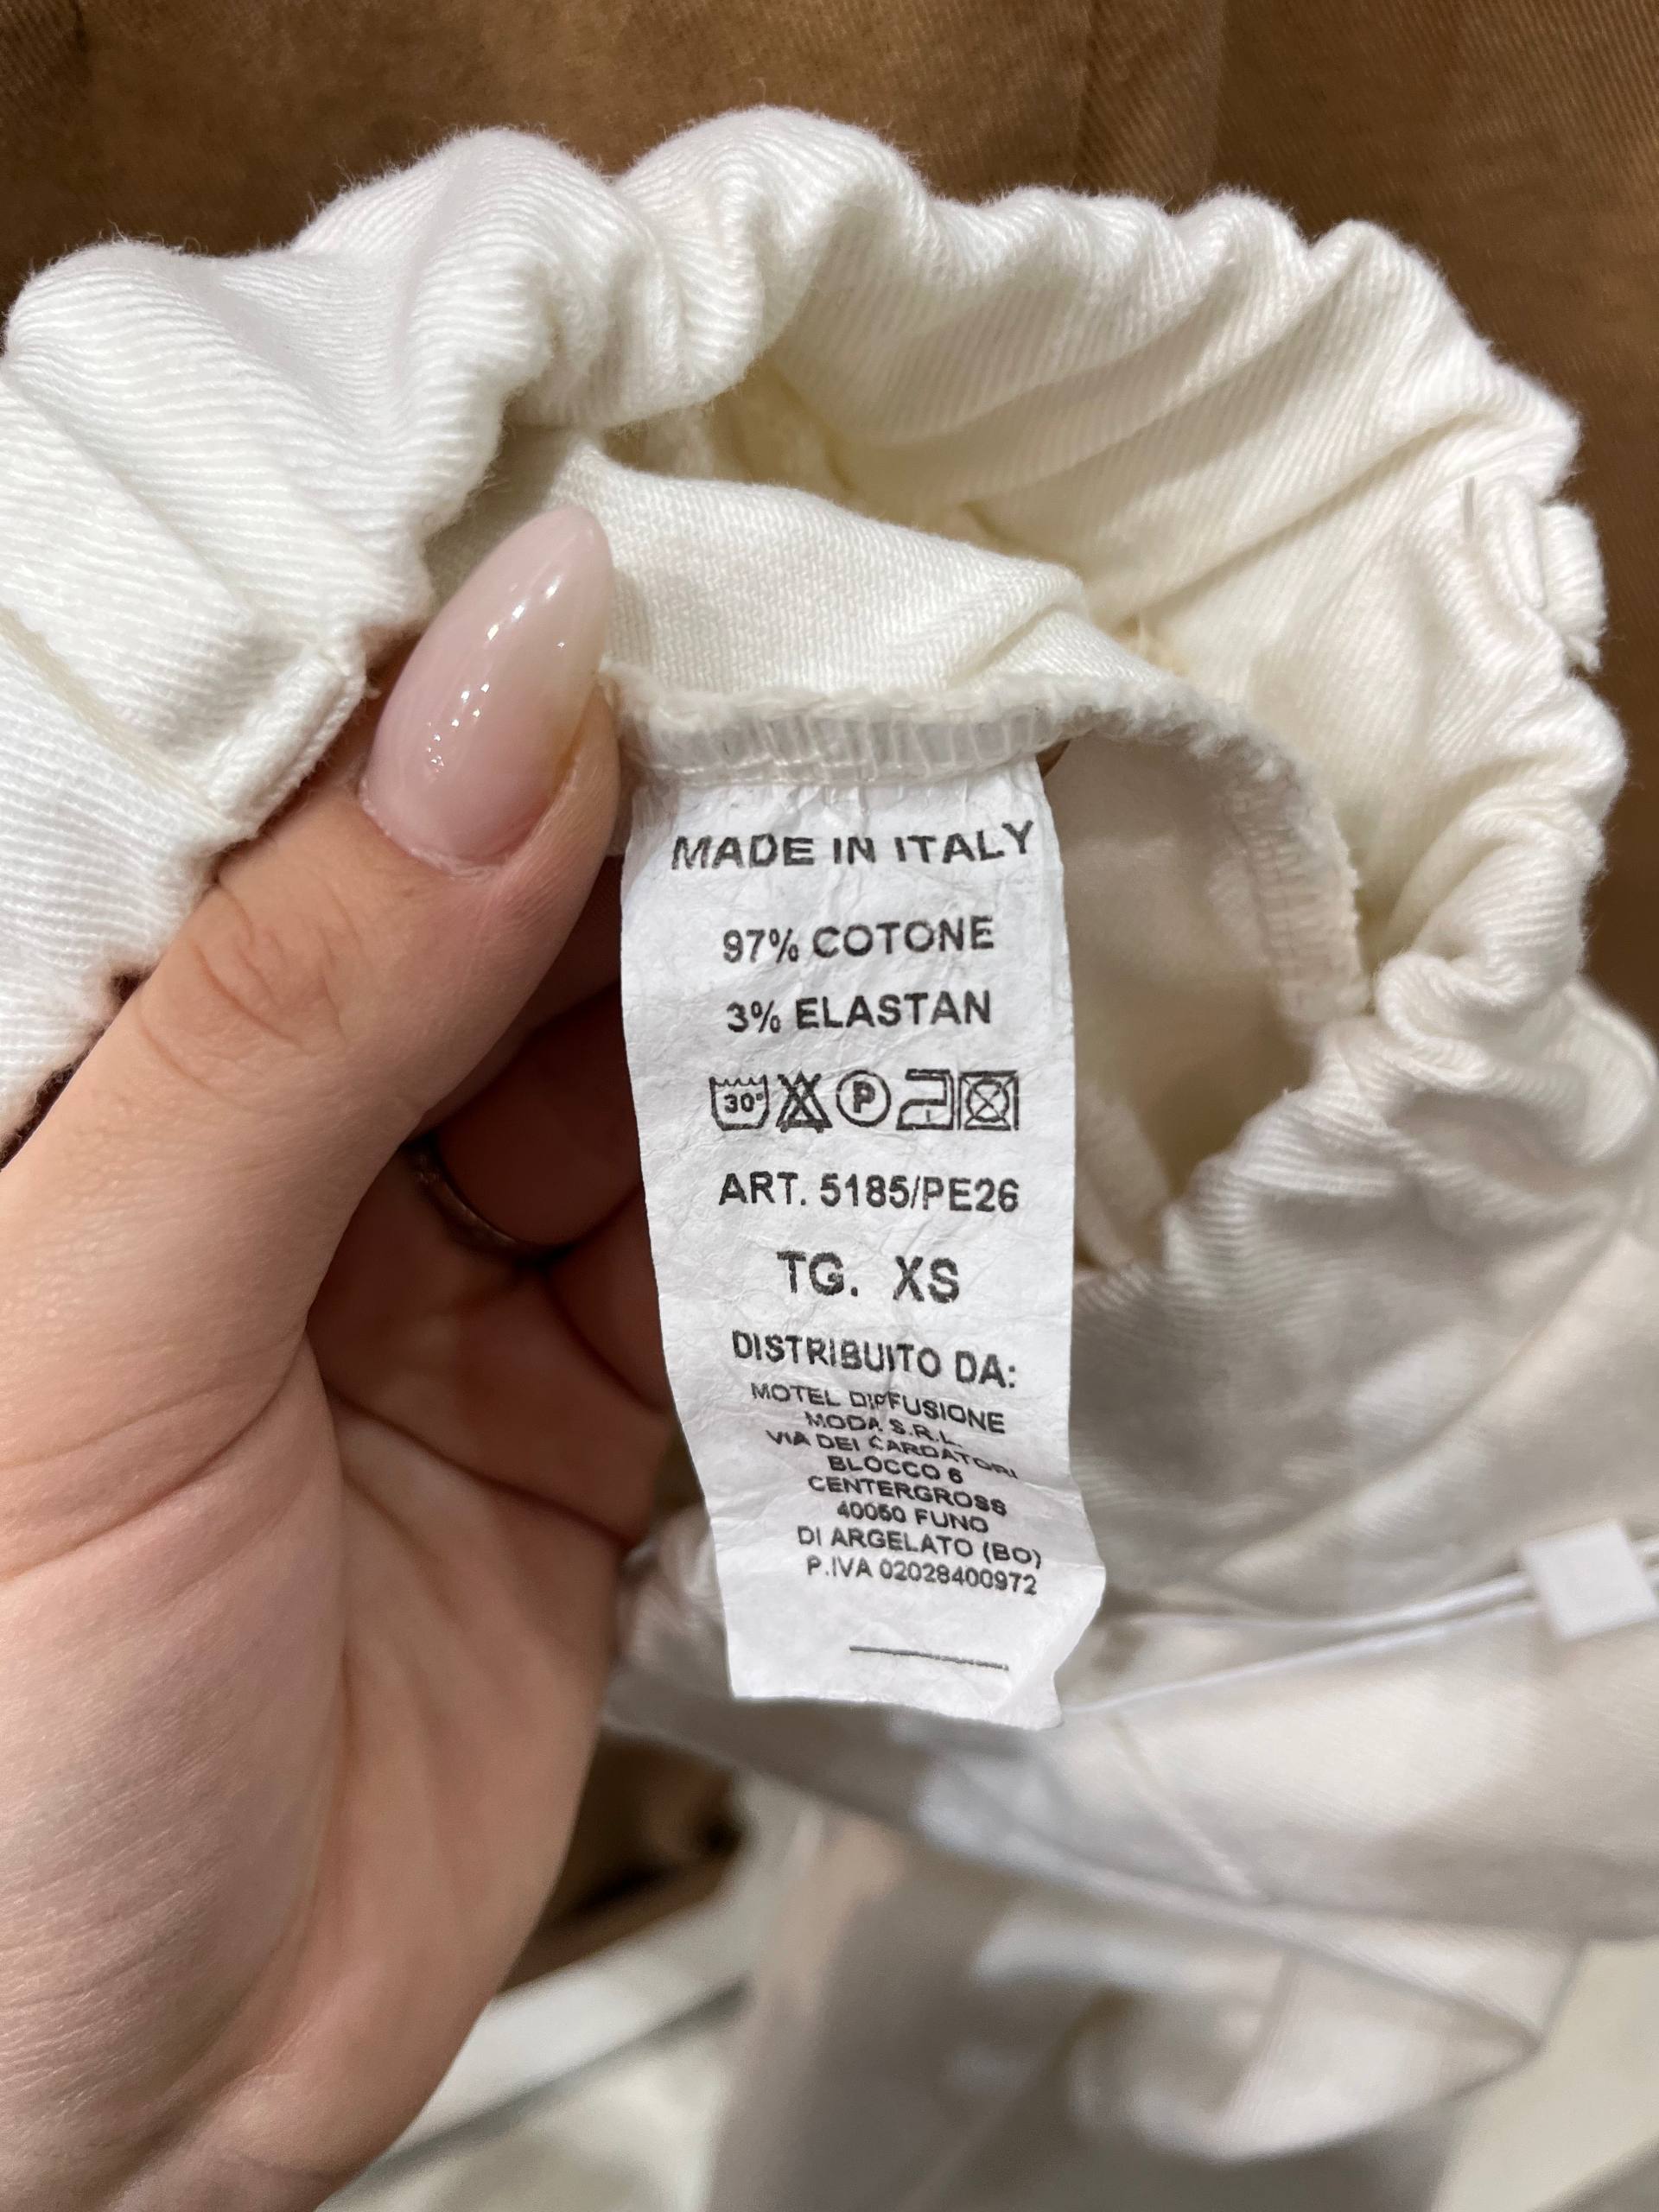 MADE IN ITALY
97% COTONE
3% ELASTAN
30° P
ART. 5185/PE26
TG. XS
DISTRIBUITO DA:
MOTEL DIFFUSIONE
MODA S.R.L.
VIA DEI CARDATORI
BLOCCO 6
CENTERGROSS
40050 FUNO
DI ARGELATO (BO)
P.IVA 02028400972